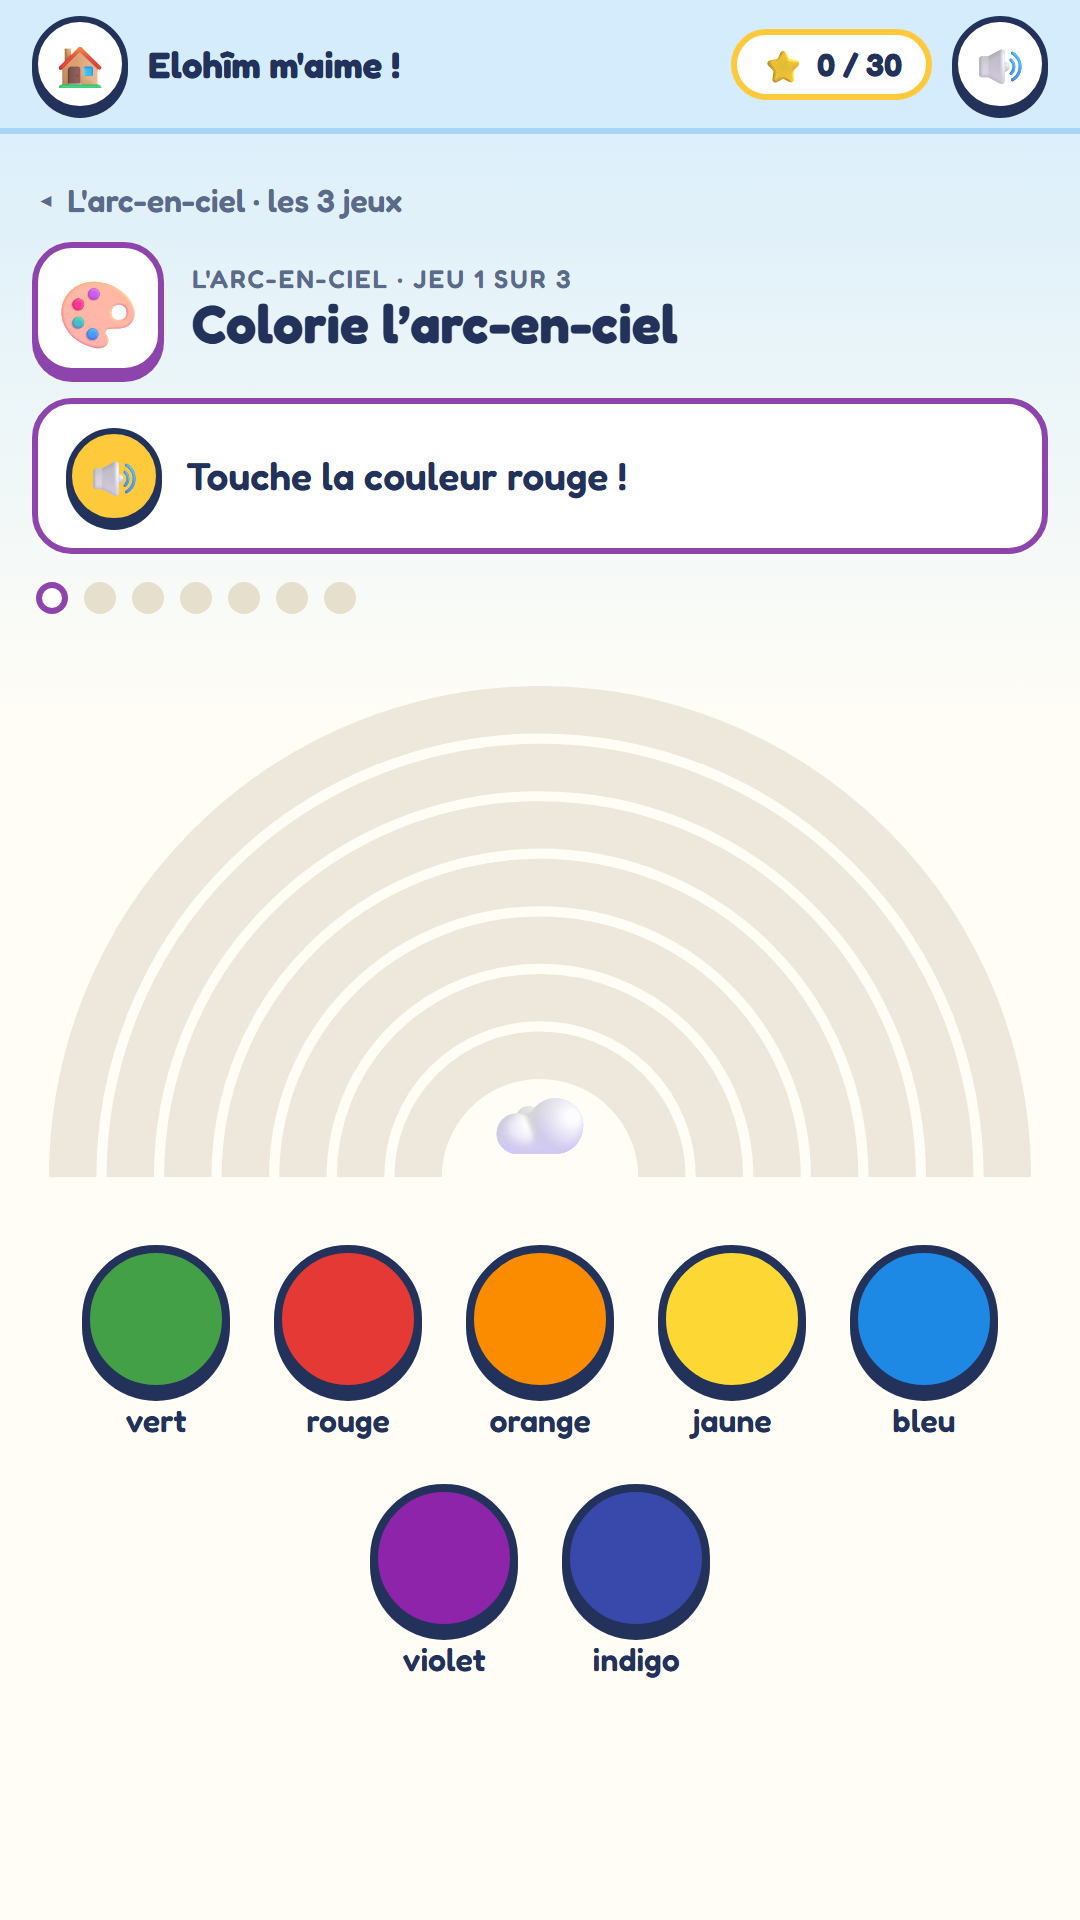 Elohîm m'aime !
0 / 30
◂ L'arc-en-ciel · les 3 jeux
L'ARC-EN-CIEL · JEU 1 SUR 3
Colorie l’arc-en-ciel
Touche la couleur rouge !
vert rouge orange jaune bleu
violet indigo